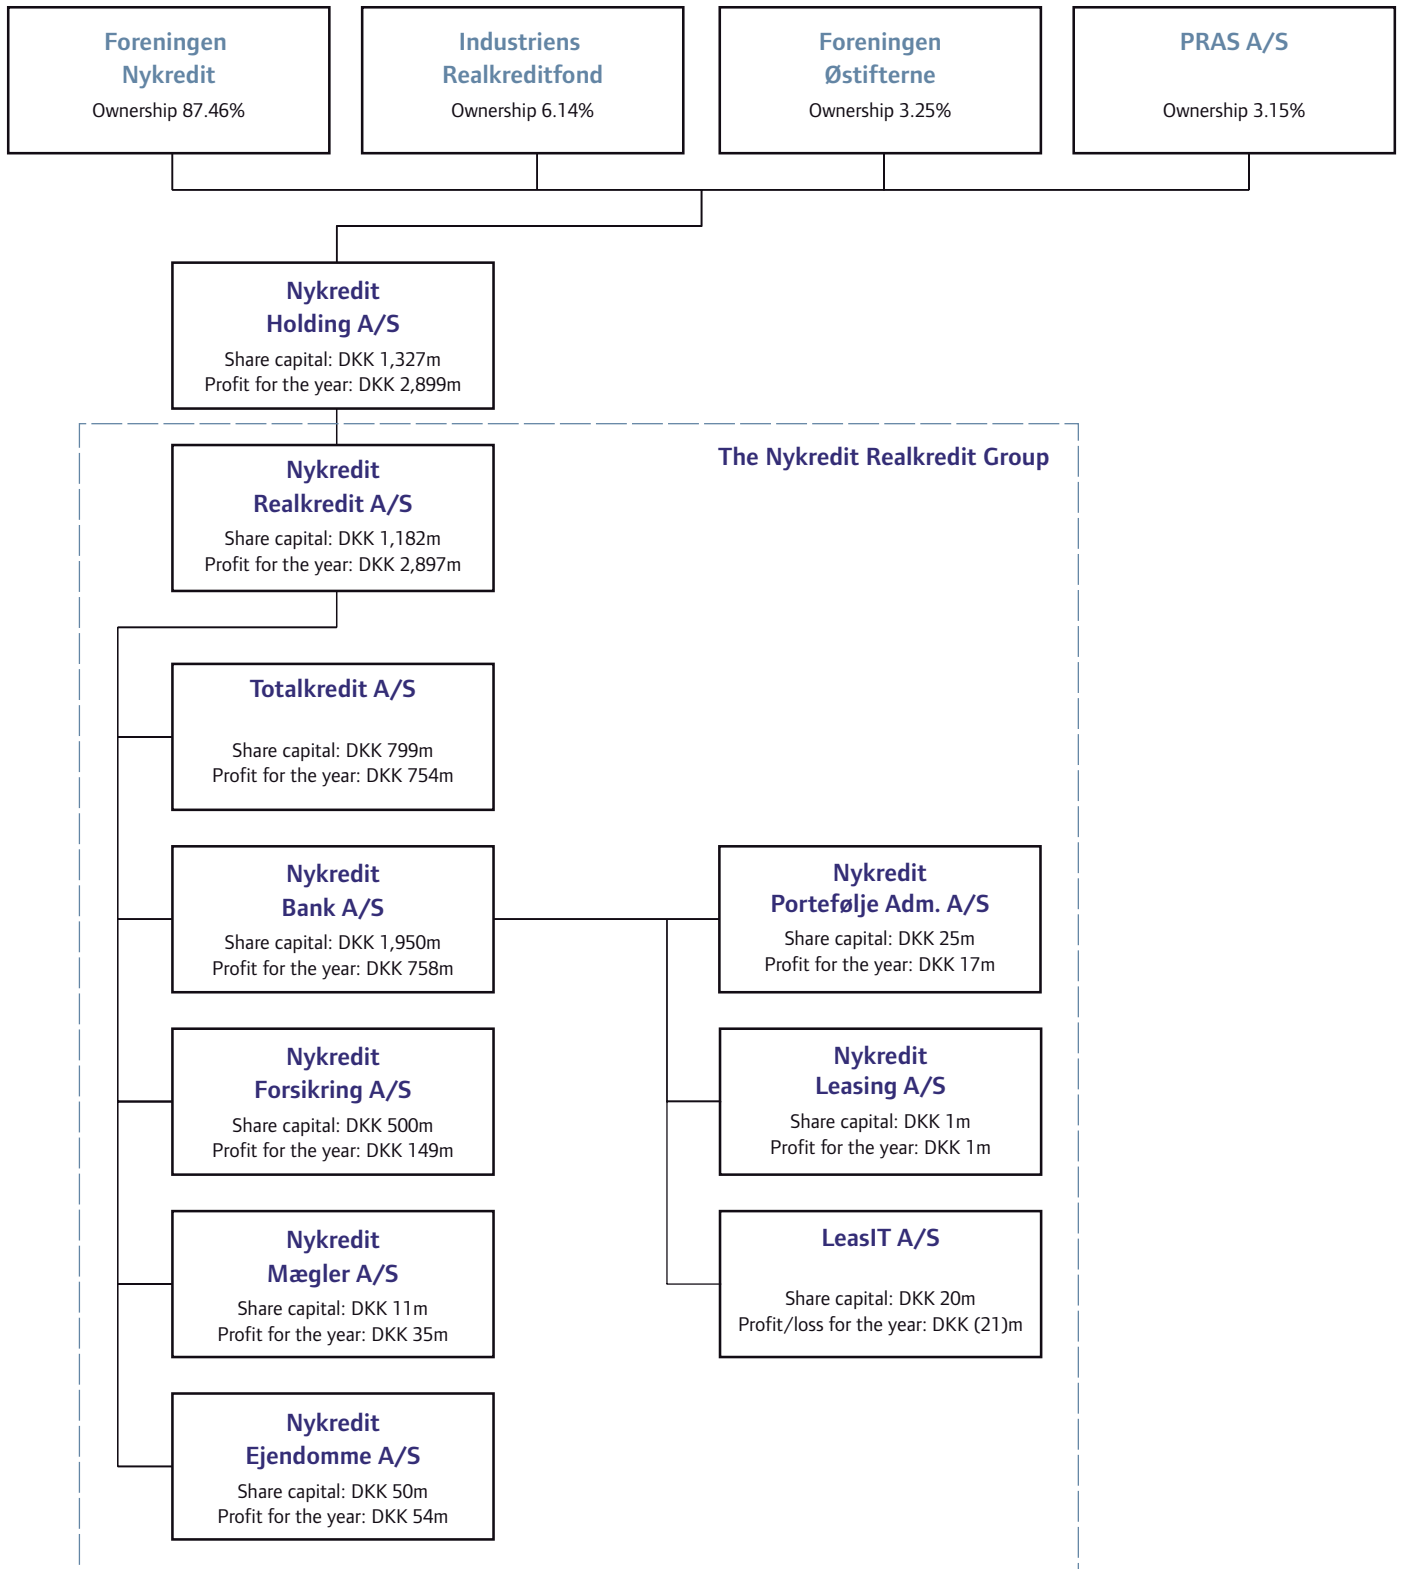 Foreningen
Nykredit
Ownership 87.46%
Industriens
Realkreditfond
Ownership 6.14%
Foreningen
Østifterne
Ownership 3.25%
PRAS A/S
Ownership 3.15%
Nykredit
Holding A/S
Share capital: DKK 1,327m
Profit for the year: DKK 2,899m
The Nykredit Realkredit Group
Nykredit
Realkredit A/S
Share capital: DKK 1,182m
Profit for the year: DKK 2,897m
Totalkredit A/S
Share capital: DKK 799m
Profit for the year: DKK 754m
Nykredit
Bank A/S
Share capital: DKK 1,950m
Profit for the year: DKK 758m
Nykredit
Portefølje Adm. A/S
Share capital: DKK 25m
Profit for the year: DKK 17m
Nykredit
Forsikring A/S
Share capital: DKK 500m
Profit for the year: DKK 149m
Nykredit
Leasing A/S
Share capital: DKK 1m
Profit for the year: DKK 1m
Nykredit
Mægler A/S
Share capital: DKK 11m
Profit for the year: DKK 35m
LeasIT A/S
Share capital: DKK 20m
Profit/loss for the year: DKK (21)m
Nykredit
Ejendomme A/S
Share capital: DKK 50m
Profit for the year: DKK 54m